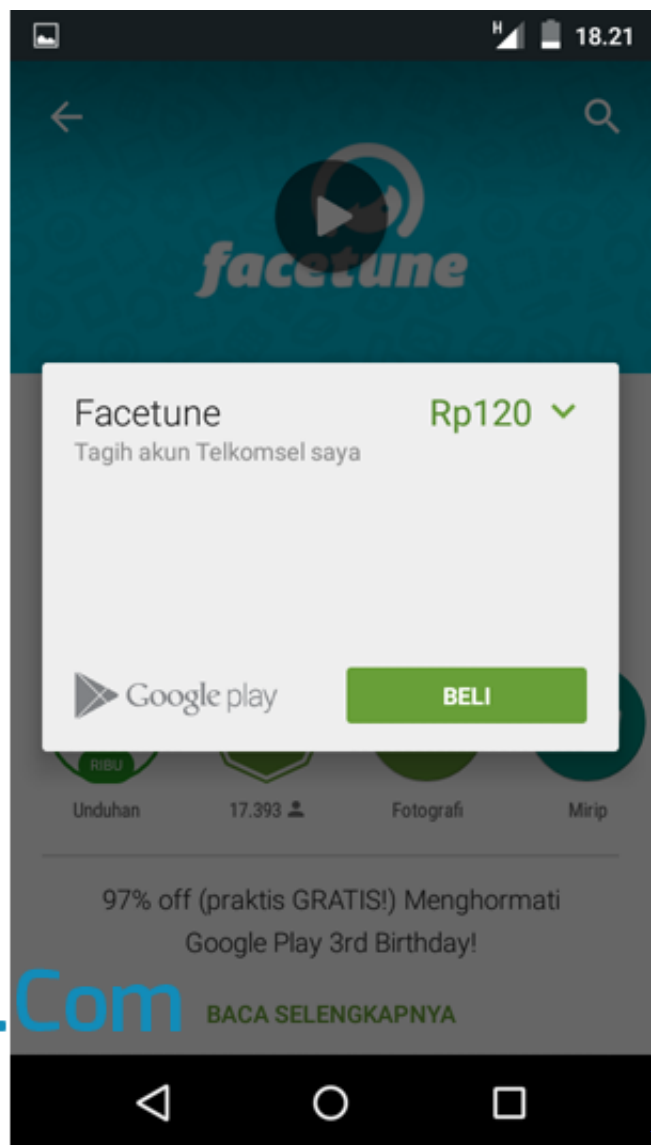 H 18.21
facetune
Facetune Rp120
Tagih akun Telkomsel saya
Google play BELI
RIBU
Unduhan 17.393 Fotografi Mirip
97% off (praktis GRATIS!) Menghormati
Google Play 3rd Birthday!
.Com BACA SELENGKAPNYA